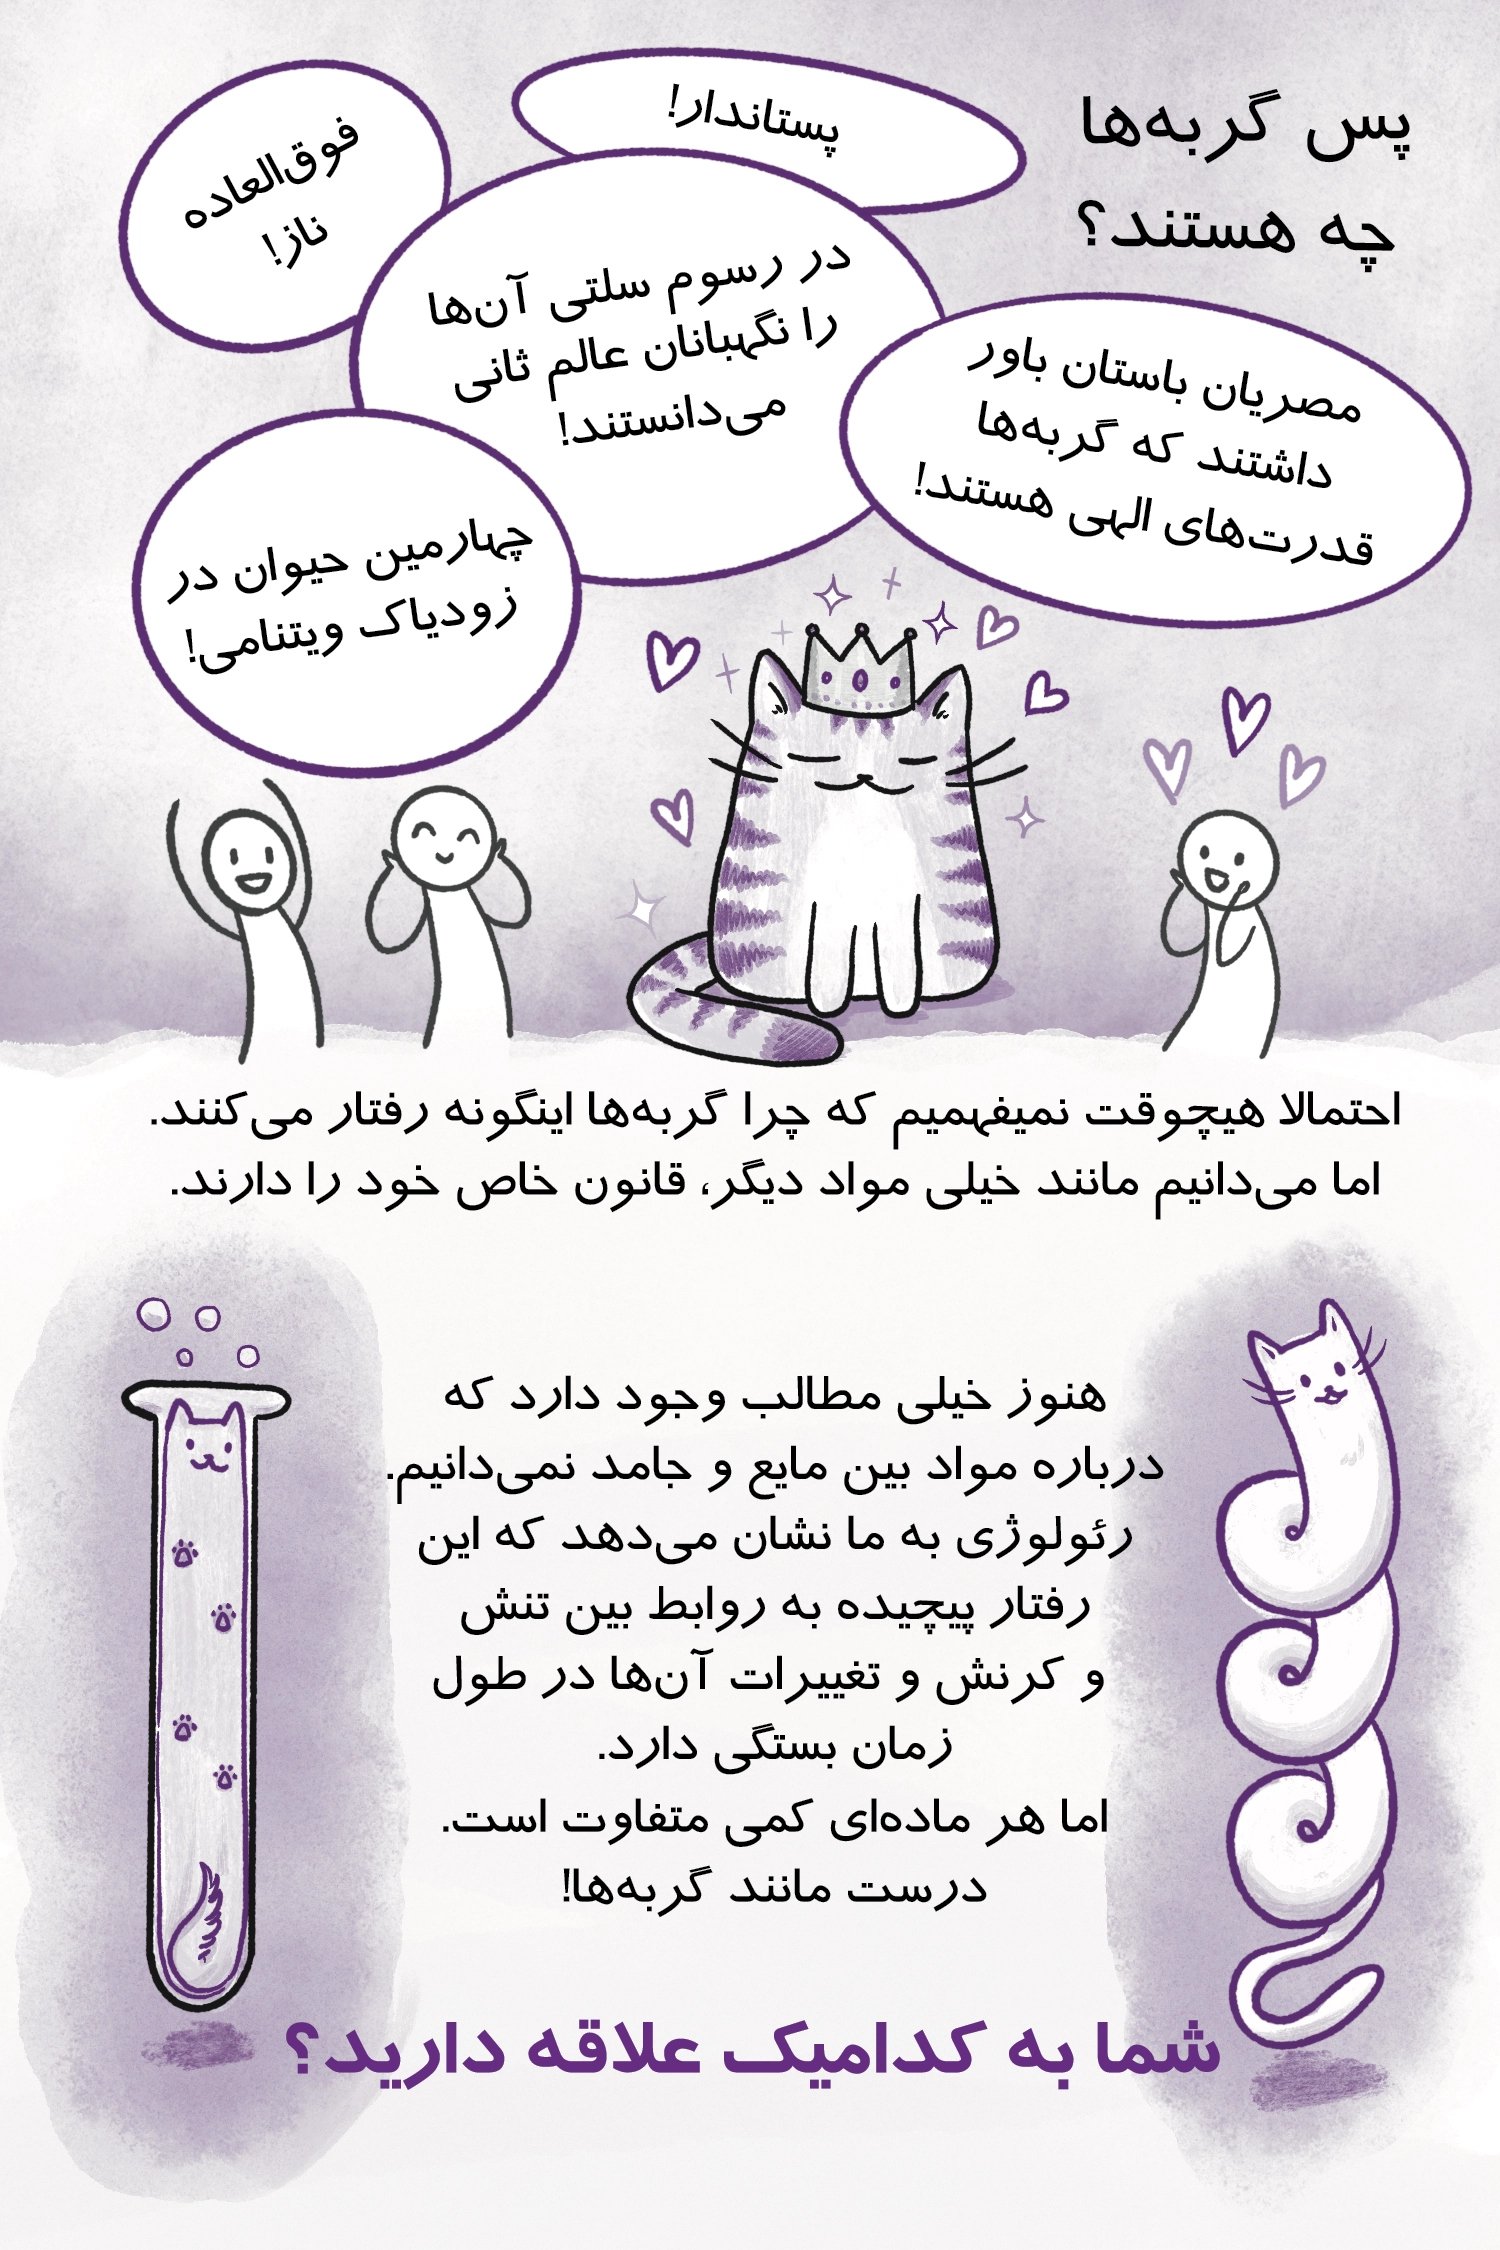 پس گربه‌ها
چه هستند؟
پستاندار!
فوق‌العاده
ناز!
در رسوم سلتی آن‌ها
را نگهبانان عالم ثانی
می‌دانستند!
مصریان باستان باور
داشتند که گربه‌ها
قدرت‌های الهی هستند!
چهارمین حیوان در
زودیاک ویتنامی!
احتمالا هیچوقت نمیفهمیم که چرا گربه‌ها اینگونه رفتار می‌کنند.
اما می‌دانیم مانند خیلی مواد دیگر، قانون خاص خود را دارند.
هنوز خیلی مطالب وجود دارد که
درباره مواد بین مایع و جامد نمی‌دانیم.
رئولوژی به ما نشان می‌دهد که این
رفتار پیچیده به روابط بین تنش
و کرنش و تغییرات آن‌ها در طول
زمان بستگی دارد.
اما هر ماده‌ای کمی متفاوت است.
درست مانند گربه‌ها!
شما به کدامیک علاقه دارید؟